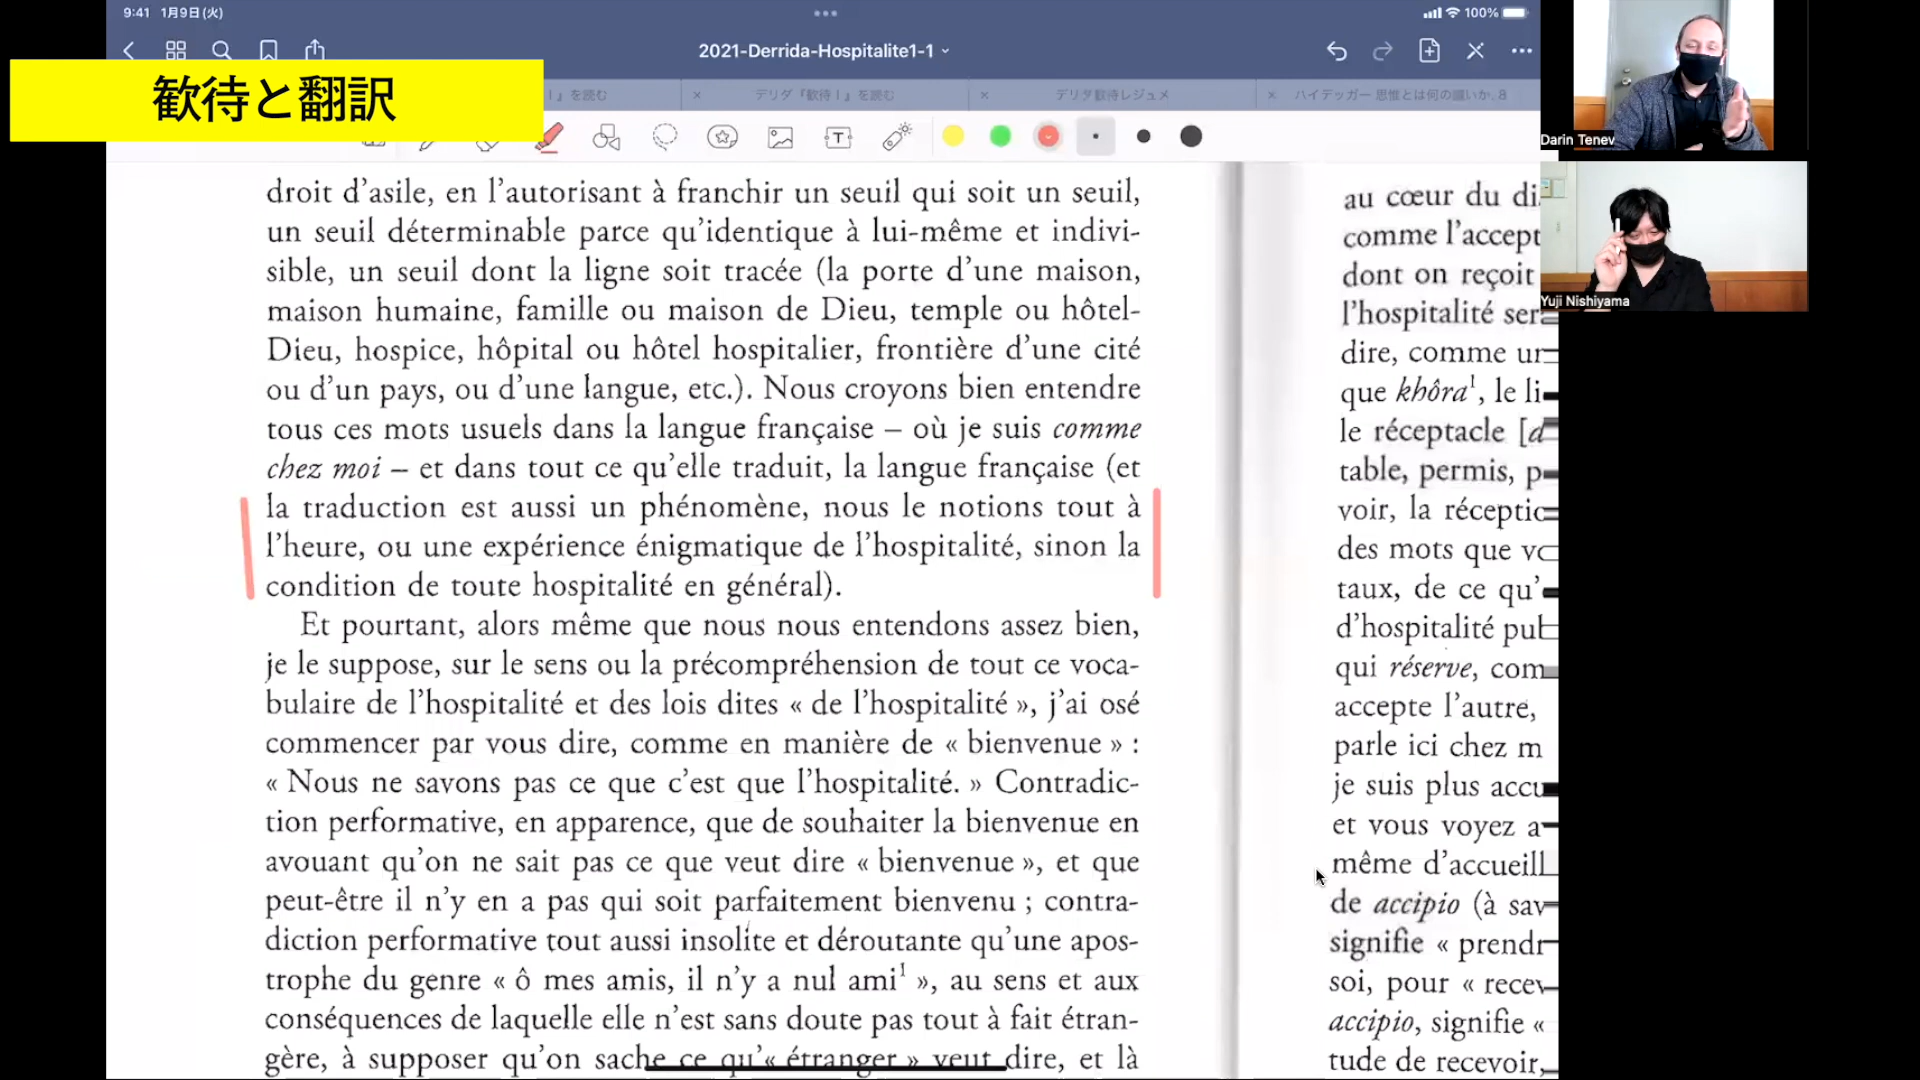 9:41 1月9日(火)
100%
2021-Derrida-Hospitalite1-1
歓待と翻訳
Ⅰ』を読む
デリダ『歓待Ⅰ』を読む
デリダ歓待レジュメ
ハイデッガー 思惟とは何の謂いか_8
Darin Tenev
Yuji Nishiyama
droit d’asile, en l’autorisant à franchir un seuil qui soit un seuil,
un seuil déterminable parce qu’identique à lui-même et indivi-
sible, un seuil dont la ligne soit tracée (la porte d’une maison,
maison humaine, famille ou maison de Dieu, temple ou hôtel-
Dieu, hospice, hôpital ou hôtel hospitalier, frontière d’une cité
ou d’un pays, ou d’une langue, etc.). Nous croyons bien entendre
tous ces mots usuels dans la langue française – où je suis comme
chez moi – et dans tout ce qu’elle traduit, la langue française (et
la traduction est aussi un phénomène, nous le notions tout à
l’heure, ou une expérience énigmatique de l’hospitalité, sinon la
condition de toute hospitalité en général).
Et pourtant, alors même que nous nous entendons assez bien,
je le suppose, sur le sens ou la précompréhension de tout ce voca-
bulaire de l’hospitalité et des lois dites « de l’hospitalité », j’ai osé
commencer par vous dire, comme en manière de « bienvenue » :
« Nous ne savons pas ce que c’est que l’hospitalité. » Contradic-
tion performative, en apparence, que de souhaiter la bienvenue en
avouant qu’on ne sait pas ce que veut dire « bienvenue », et que
peut-être il n’y en a pas qui soit parfaitement bienvenu ; contra-
diction performative tout aussi insolite et déroutante qu’une apos-
trophe du genre « ô mes amis, il n’y a nul ami1 », au sens et aux
conséquences de laquelle elle n’est sans doute pas tout à fait étran-
gère, à supposer qu’on sache ce qu’« étranger » veut dire, et là
au cœur du di
comme l’accept
dont on reçoit
l’hospitalité ser
dire, comme un
que khôra1, le li
le réceptacle [d
table, permis, p
voir, la réceptio
des mots que vo
taux, de ce qu’
d’hospitalité pub
qui réserve, com
accepte l’autre,
parle ici chez m
je suis plus accu
et vous voyez a
même d’accueill
de accipio (à sav
signifie « prendr
soi, pour « recev
accipio, signifie «
tude de recevoir,